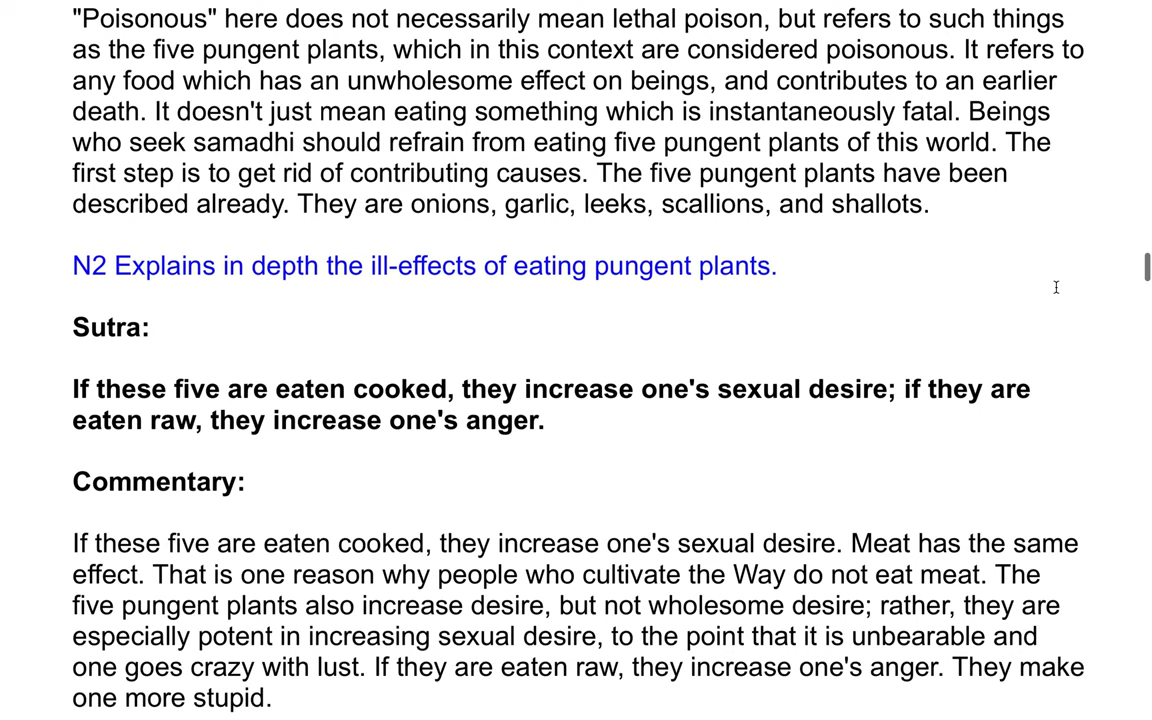 "Poisonous" here does not necessarily mean lethal poison, but refers to such things
as the five pungent plants, which in this context are considered poisonous. It refers to
any food which has an unwholesome effect on beings, and contributes to an earlier
death. It doesn't just mean eating something which is instantaneously fatal. Beings
who seek samadhi should refrain from eating five pungent plants of this world. The
first step is to get rid of contributing causes. The five pungent plants have been
described already. They are onions, garlic, leeks, scallions, and shallots.
N2 Explains in depth the ill-effects of eating pungent plants.
Sutra:
If these five are eaten cooked, they increase one's sexual desire; if they are
eaten raw, they increase one's anger.
Commentary:
If these five are eaten cooked, they increase one's sexual desire. Meat has the same
effect. That is one reason why people who cultivate the Way do not eat meat. The
five pungent plants also increase desire, but not wholesome desire; rather, they are
especially potent in increasing sexual desire, to the point that it is unbearable and
one goes crazy with lust. If they are eaten raw, they increase one's anger. They make
one more stupid.